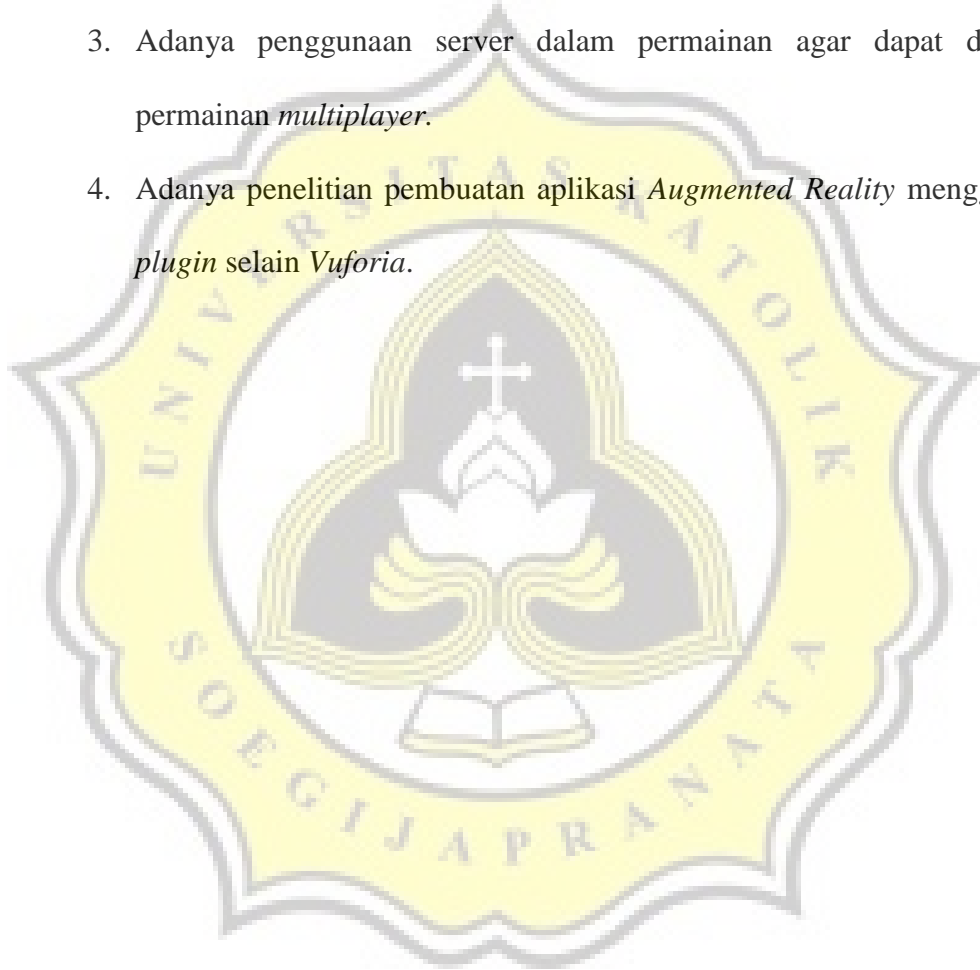 3. Adanya penggunaan server dalam permainan agar dapat d
permainan multiplayer.
4. Adanya penelitian pembuatan aplikasi Augmented Reality mengg
plugin selain Vuforia.
UNIVERSITAS KATOLIK
SOEGIJAPRANATA